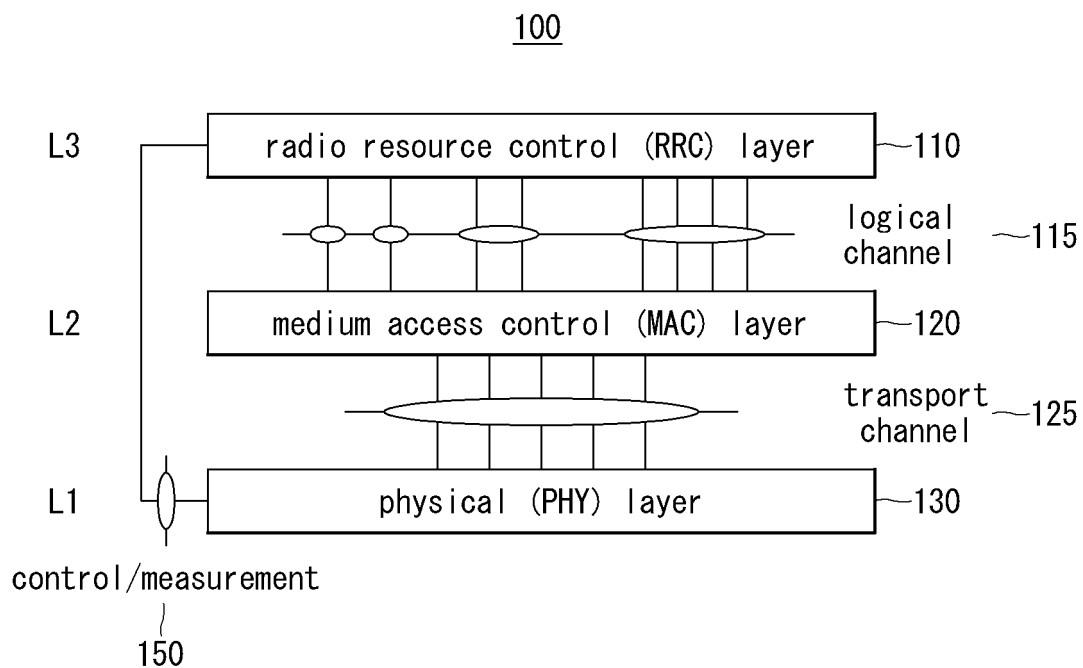 100
L3
radio resource control (RRC) layer
110
logical
channel
115
L2
medium access control (MAC) layer
120
transport
channel
125
L1
physical (PHY) layer
130
control/measurement
150